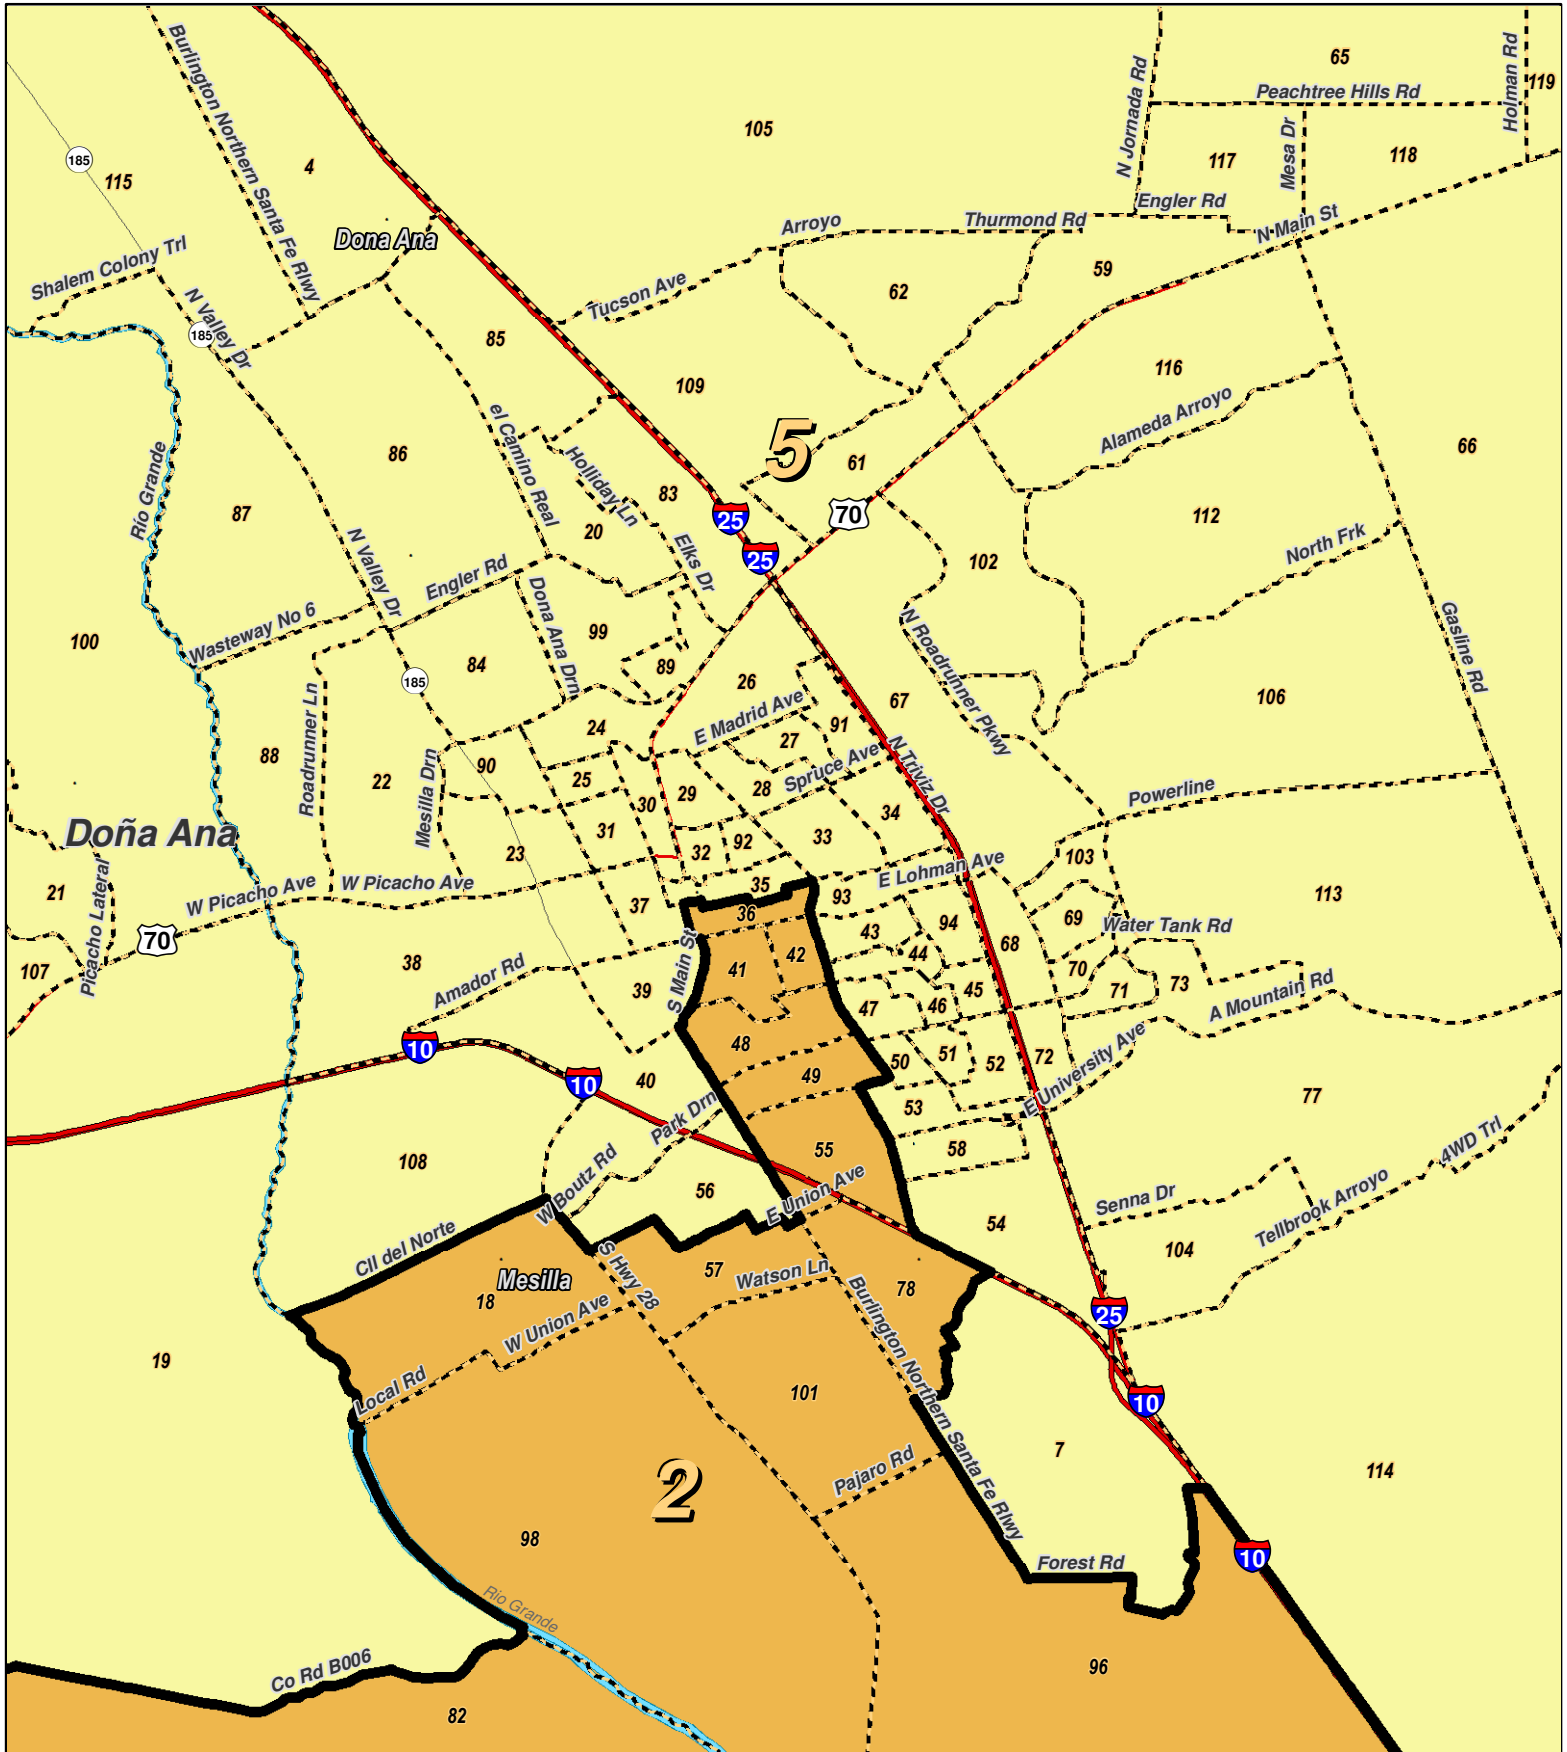 65
Holman Rd
119
Peachtree Hills Rd
Burlington Northern Santa Fe Rlwy
105
N Jornada Rd
117
Mesa Dr
118
185
115
4
Engler Rd
N Main St
Thurmond Rd
Arroyo
Dona Ana
Shalem Colony Trl
59
62
Tucson Ave
N Valley Dr
185
85
109
116
Alameda Arroyo
66
5
el Camino Real
86
61
Holliday Ln
83
Rio Grande
87
20
25
70
112
North Frk
N Valley Dr
25
102
Elks Dr
Engler Rd
Dona Ana Drn
Wasteway No 6
100
99
N Roadrunner Pkwy
Gasline Rd
84
89
185
26
67
106
Roadrunner Ln
E Madrid Ave
24
91
27
N Triviz Dr
88
22
Mesilla Drn
90
25
28
Spruce Ave
29
30
Powerline
34
31
33
Doña Ana
92
32
23
103
E Lohman Ave
35
W Picacho Ave
W Picacho Ave
21
93
113
Picacho Lateral
37
36
69
Water Tank Rd
94
43
70
68
44
42
38
41
107
Amador Rd
S Main St
70
73
A Mountain Rd
39
45
71
46
47
10
48
51
72
50
52
E University Ave
40
49
10
77
53
Park Drn
4WD Trl
58
55
108
W Boutz Rd
56
Senna Dr
E Union Ave
Tellbrook Arroyo
54
Cll del Norte
104
57
S Hwy 28
Watson Ln
Mesilla
78
18
25
W Union Ave
Burlington Northern Santa Fe Rlwy
19
Local Rd
101
10
7
114
Pajaro Rd
2
98
10
Forest Rd
Rio Grande
96
Co Rd B006
82